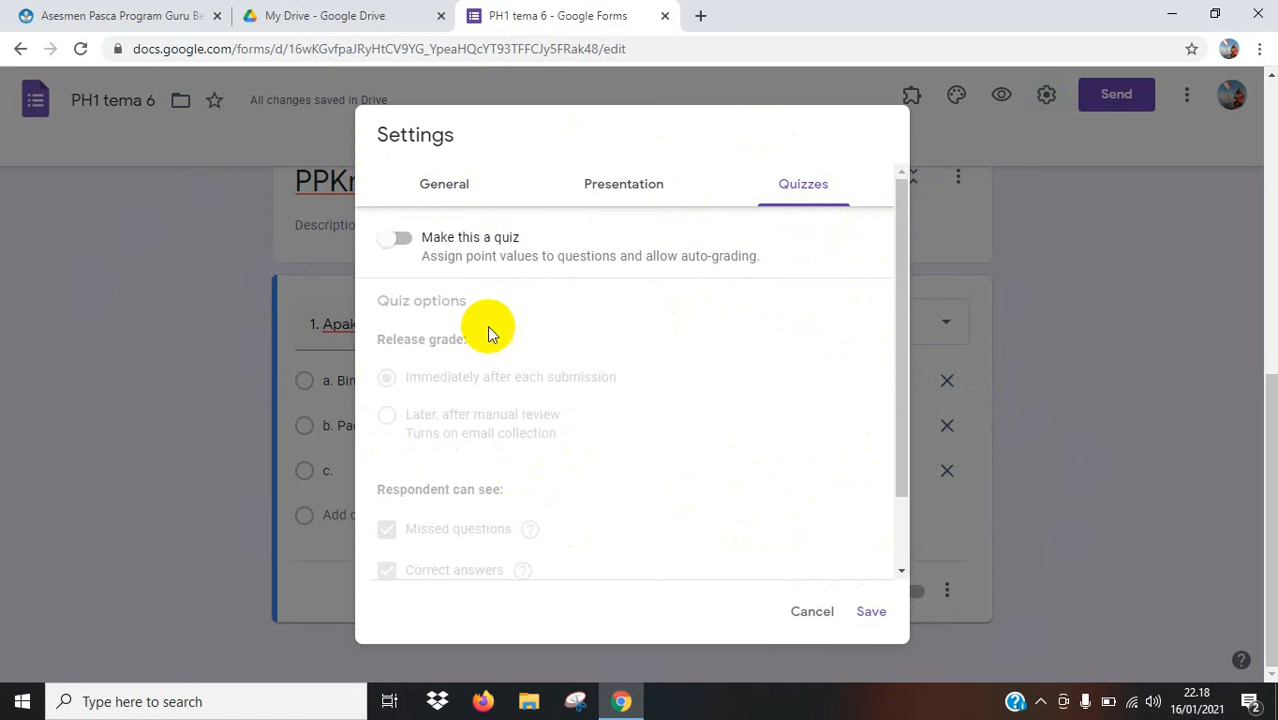 Asesmen Pasca Program Guru Be
My Drive - Google Drive
PH1 tema 6 - Google Forms
docs.google.com/forms/d/16wKGvfpaJRyHtCV9YG_YpeaHQcYT93TFFCJy5FRak48/edit
PH1 tema 6
All changes saved in Drive
Send
Settings
General
Presentation
Quizzes
PPKn
Description
Make this a quiz
Assign point values to questions and allow auto-grading.
Quiz options
1. Apak
Release grade:
Immediately after each submission
a. Bin
Later, after manual review
b. Pa
Turns on email collection
c.
Respondent can see:
Add o
Missed questions
Correct answers
Cancel
Save
Type here to search
22.18
16/01/2021
2